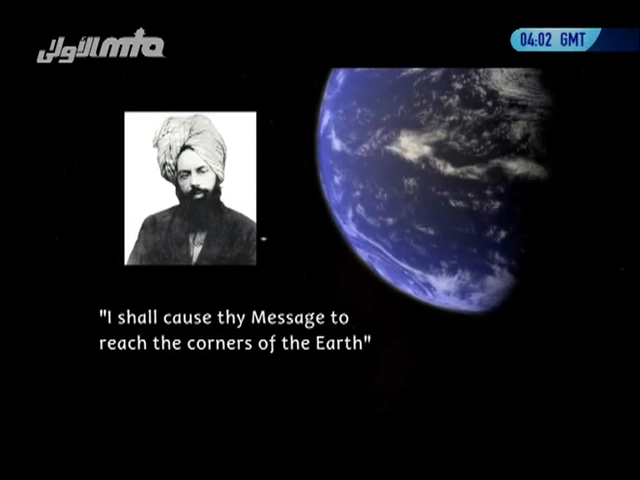 الأولى mta
04:02 GMT
"I shall cause thy Message to
reach the corners of the Earth"